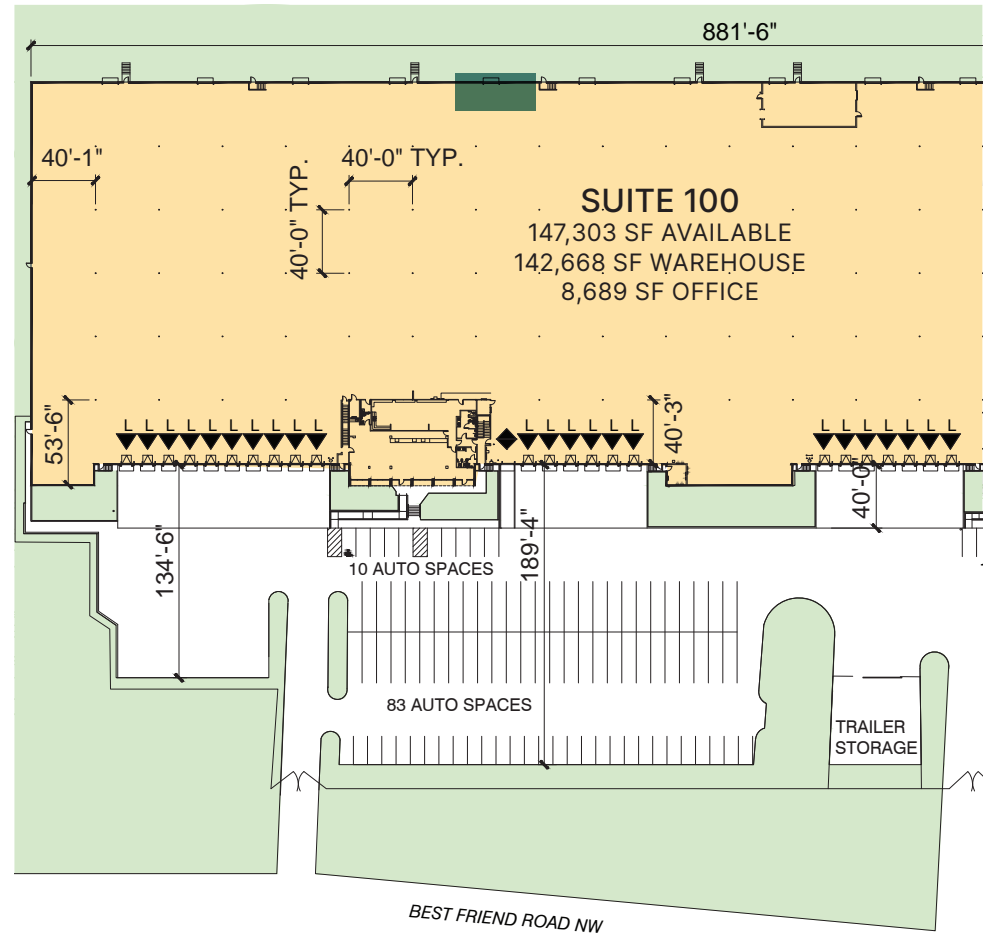 881'-6"
40'-1"
40'-0" TYP.
40'-0" TYP.
SUITE 100
147,303 SF AVAILABLE
142,668 SF WAREHOUSE
8,689 SF OFFICE
53'-6"
40'-3"
L L L L L L L L L L
L L L L L L
L L L L L L L
40'-0"
134'-6"
189'-4"
10 AUTO SPACES
83 AUTO SPACES
TRAILER
STORAGE
BEST FRIEND ROAD NW